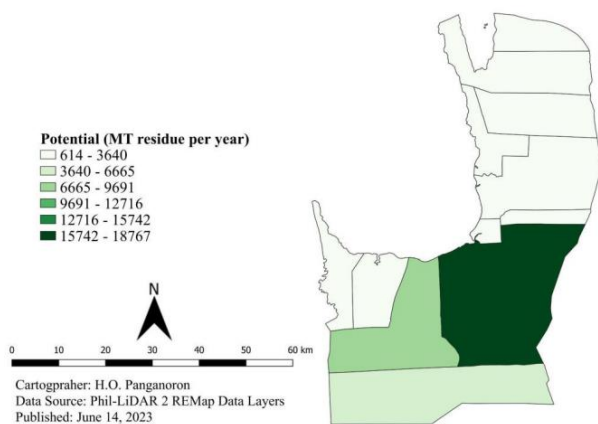 Potential (MT residue per year)
614 - 3640
3640 - 6665
6665 - 9691
9691 - 12716
12716 - 15742
15742 - 18767
N
0 10 20 30 40 50 60 km
Cartogpraher: H.O. Panganoron
Data Source: Phil-LiDAR 2 REMap Data Layers
Published: June 14, 2023